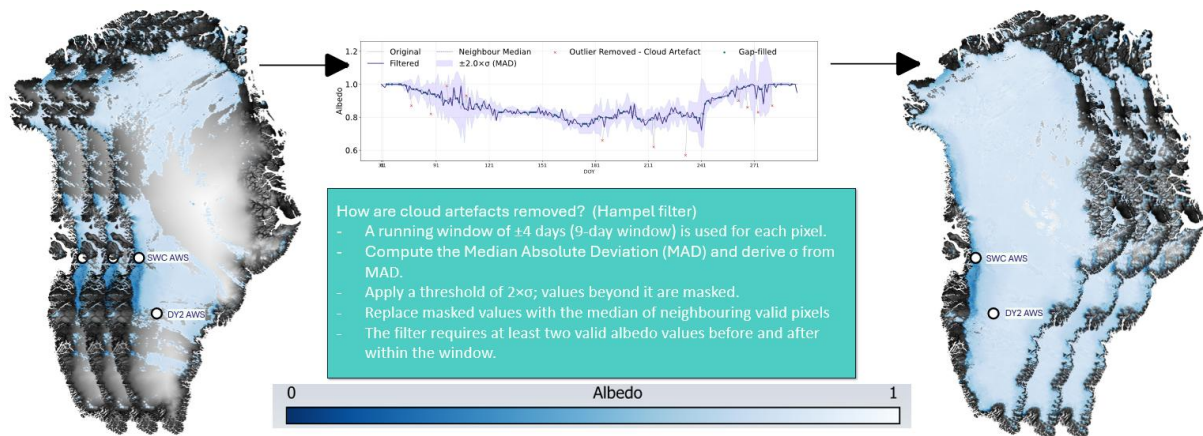 1.2
1.0
0.8
0.6
Albedo
Original
Filtered
Neighbour Median
±2.0×σ (MAD)
Outlier Removed - Cloud Artefact
Gap-filled
91
121
151
181
211
241
271
DOY
SWC AWS
DY2 AWS
How are cloud artefacts removed? (Hampel filter)
- A running window of ±4 days (9-day window) is used for each pixel.
- Compute the Median Absolute Deviation (MAD) and derive σ from
MAD.
- Apply a threshold of 2×σ; values beyond it are masked.
- Replace masked values with the median of neighbouring valid pixels
- The filter requires at least two valid albedo values before and after
within the window.
SWC AWS
DY2 AWS
0 Albedo 1